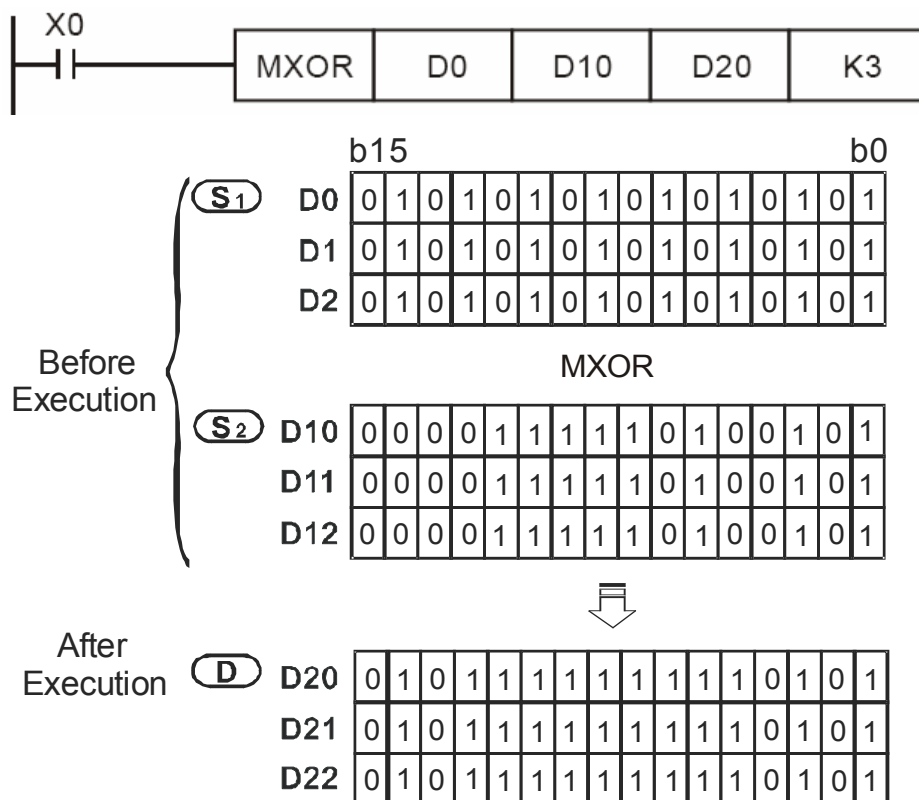 X0
MXOR D0 D10 D20 K3
b15 b0
S1 D0 0 1 0 1 0 1 0 1 0 1 0 1 0 1 0 1
D1 0 1 0 1 0 1 0 1 0 1 0 1 0 1 0 1
D2 0 1 0 1 0 1 0 1 0 1 0 1 0 1 0 1
Before
Execution
MXOR
S2 D10 0 0 0 0 1 1 1 1 1 0 1 0 0 1 0 1
D11 0 0 0 0 1 1 1 1 1 0 1 0 0 1 0 1
D12 0 0 0 0 1 1 1 1 1 0 1 0 0 1 0 1
After
Execution
D D20 0 1 0 1 1 1 1 1 1 1 1 1 0 1 0 1
D21 0 1 0 1 1 1 1 1 1 1 1 1 0 1 0 1
D22 0 1 0 1 1 1 1 1 1 1 1 1 0 1 0 1